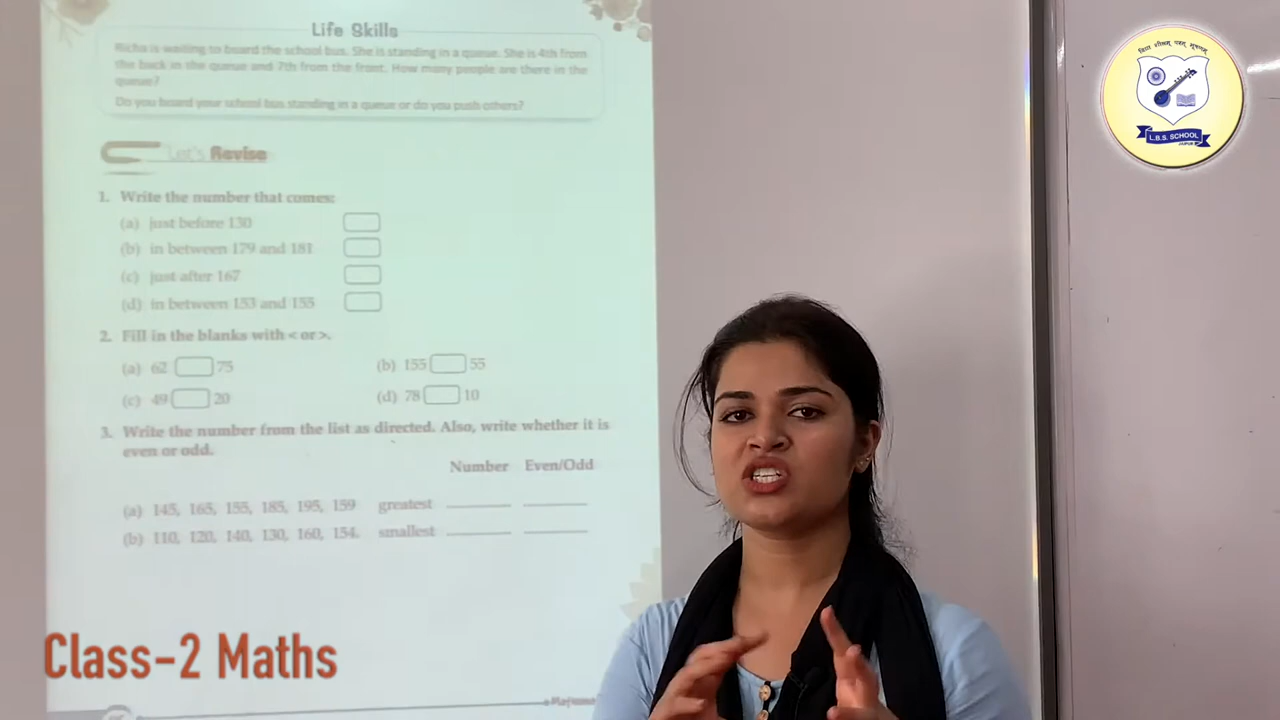 Life Skills
Richa is waiting to board the school bus. She is standing in a queue. She is 4th from
the back in the queue and 7th from the front. How many people are there in the
queue?
Do you board your school bus standing in a queue or do you push others?
Let's Revise
1. Write the number that comes:
(a) just before 130
(b) in between 179 and 181
(c) just after 167
(d) in between 153 and 155
2. Fill in the blanks with < or >.
(a) 62 75 (b) 155 55
(c) 49 20 (d) 78 10
3. Write the number from the list as directed. Also, write whether it is
even or odd.
Number Even/Odd
(a) 145, 165, 155, 185, 195, 159 greatest
(b) 110, 120, 140, 130, 160, 154. smallest
Class-2 Maths
L.B.S. SCHOOL
JAIPUR